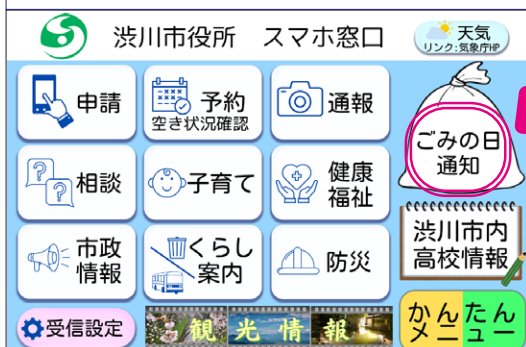 渋川市役所 スマホ窓口
天気
リンク:気象庁HP
申請
予約
空き状況確認
通報
ごみの日
通知
相談
子育て
健康
福祉
渋川市内
高校情報
市政
情報
くらし
案内
防災
受信設定
観光情報
かんたん
メニュー